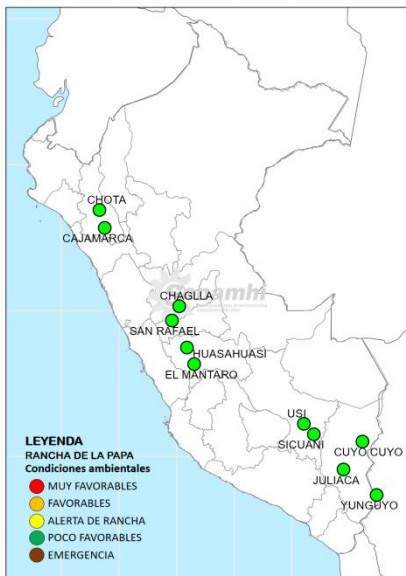 CHOTA
CAJAMARCA
Senamhi
CHAGLLA
SAN RAFAEL
HUASAHUASI
EL MANTARO
USI
SICUANI
CUYO CUYO
JULIACA
YUNGUYO
LEYENDA
RANCHA DE LA PAPA
Condiciones ambientales
MUY FAVORABLES
FAVORABLES
ALERTA DE RANCHA
POCO FAVORABLES
EMERGENCIA